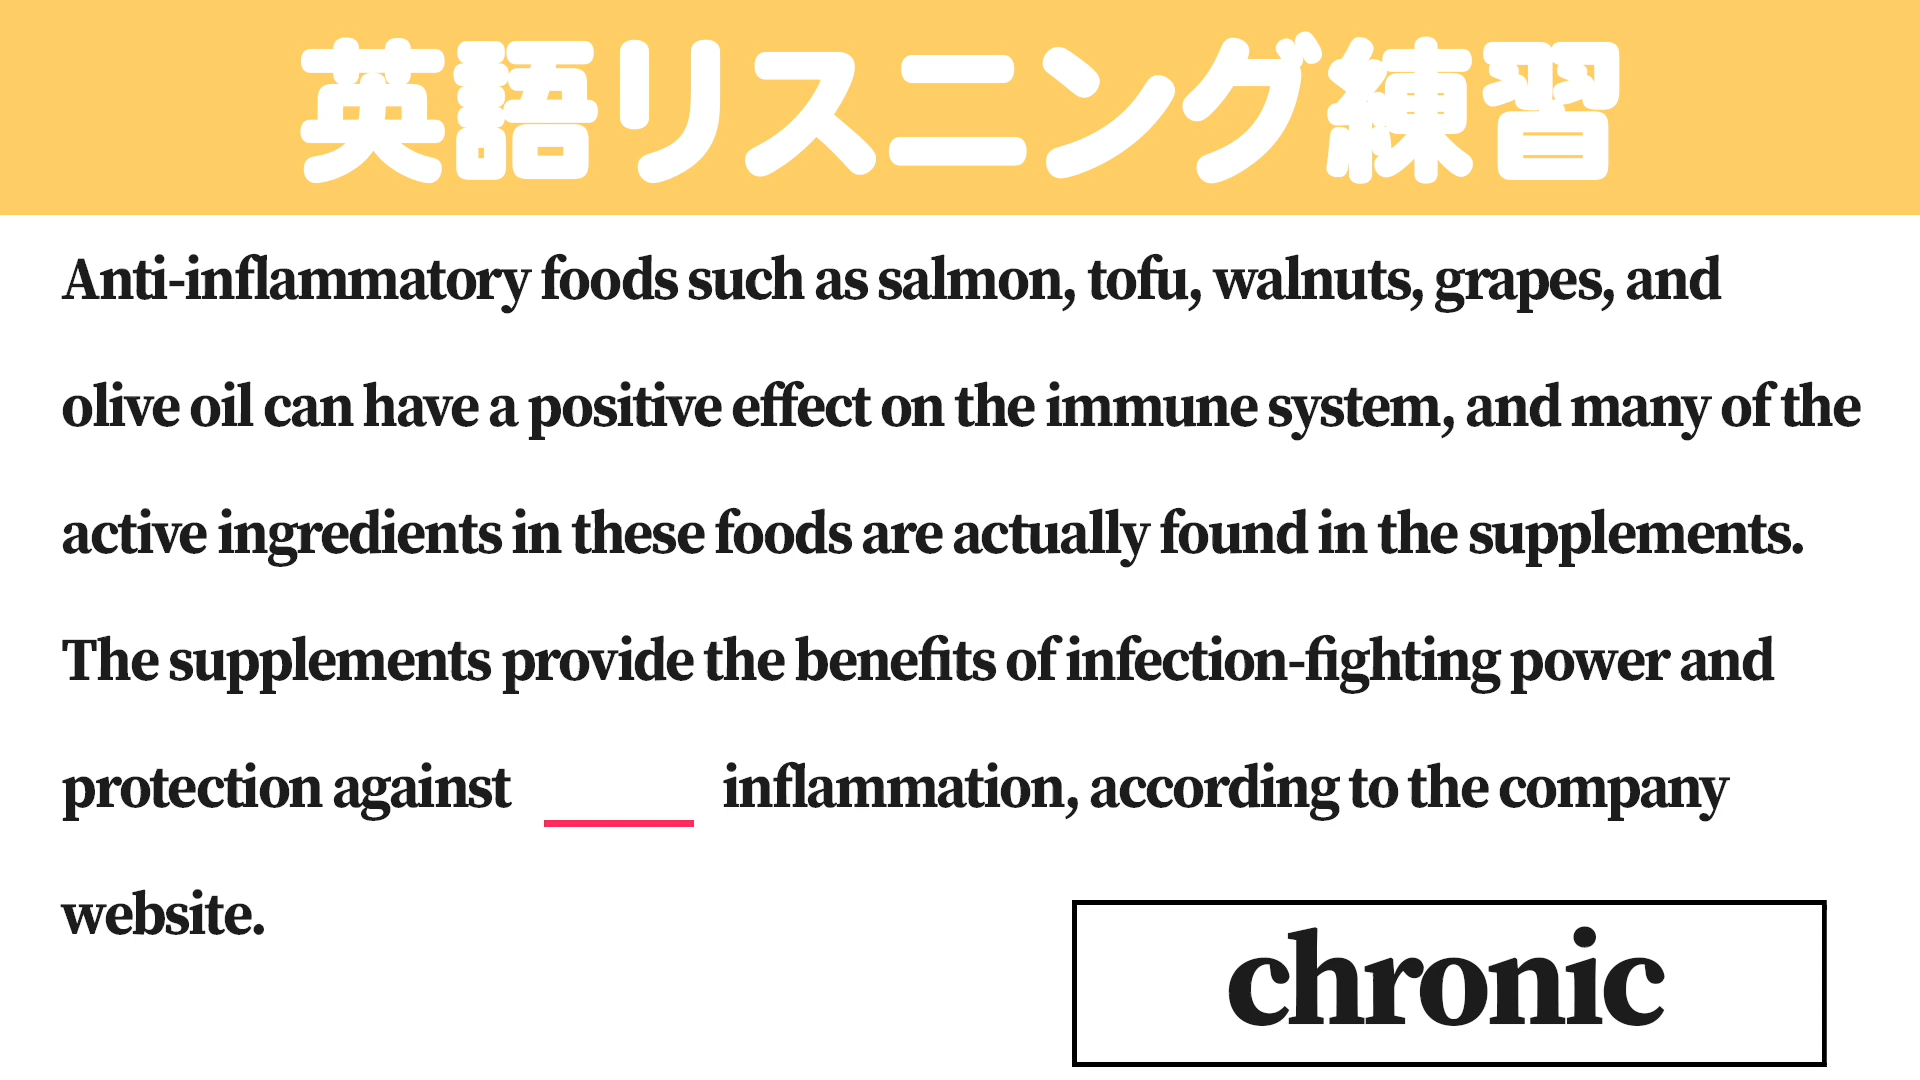 英語リスニング練習
Anti-inflammatory foods such as salmon, tofu, walnuts, grapes, and
olive oil can have a positive effect on the immune system, and many of the
active ingredients in these foods are actually found in the supplements.
The supplements provide the benefits of infection-fighting power and
protection against inflammation, according to the company
website.
chronic